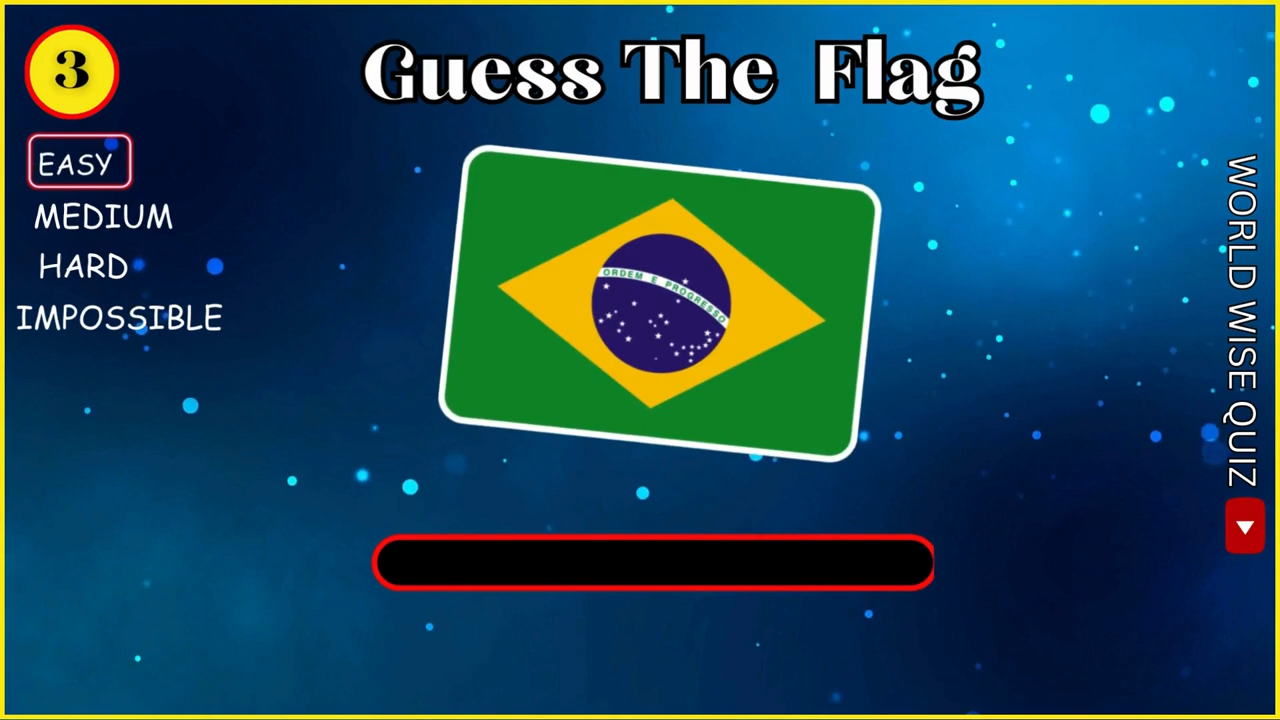 3
Guess The Flag
EASY
MEDIUM
HARD
IMPOSSIBLE
ORDEM E PROGRESSO
WORLD WISE QUIZ